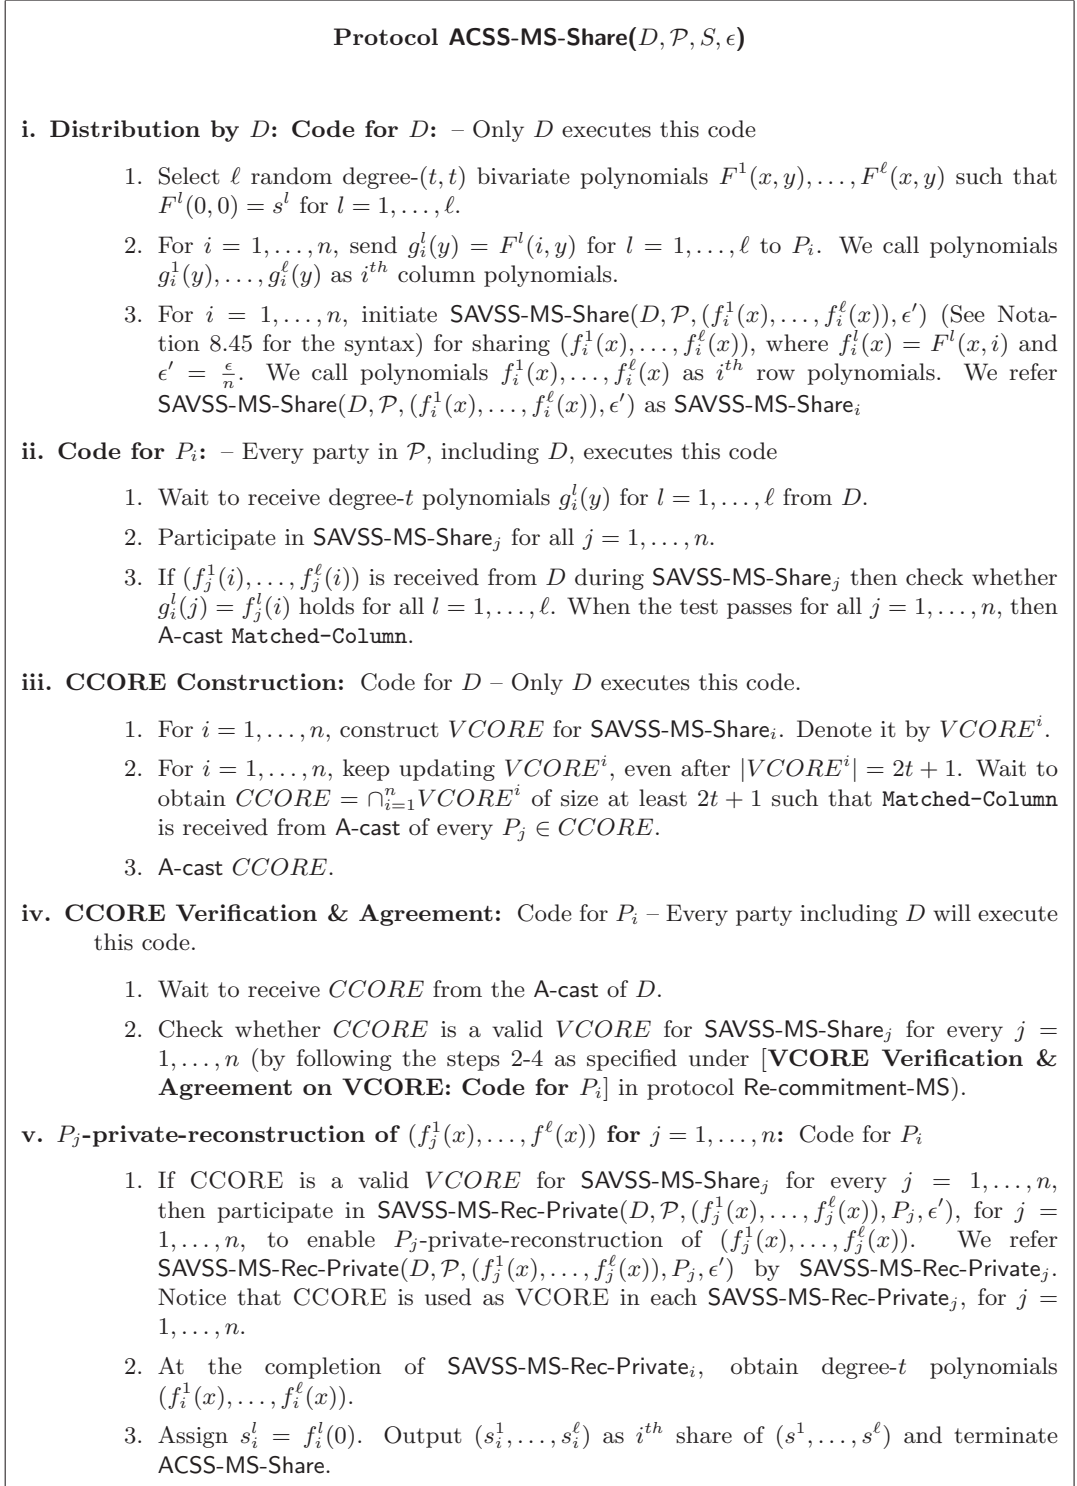 Protocol ACSS-MS-Share(D, 𝒫, S, ϵ)
i. Distribution by D: Code for D: – Only D executes this code
1. Select ℓ random degree-(t, t) bivariate polynomials F^1(x, y), . . . , F^ℓ(x, y) such that
F^l(0, 0) = s^l for l = 1, . . . , ℓ.
2. For i = 1, . . . , n, send g_i^l(y) = F^l(i, y) for l = 1, . . . , ℓ to P_i. We call polynomials
g_i^1(y), . . . , g_i^ℓ(y) as i^{th} column polynomials.
3. For i = 1, . . . , n, initiate SAVSS-MS-Share(D, 𝒫, (f_i^1(x), . . . , f_i^ℓ(x)), ϵ′) (See Nota-
tion 8.45 for the syntax) for sharing (f_i^1(x), . . . , f_i^ℓ(x)), where f_i^l(x) = F^l(x, i) and
ϵ′ = \frac{ϵ}{n}. We call polynomials f_i^1(x), . . . , f_i^ℓ(x) as i^{th} row polynomials. We refer
SAVSS-MS-Share(D, 𝒫, (f_i^1(x), . . . , f_i^ℓ(x)), ϵ′) as SAVSS-MS-Share_i
ii. Code for P_i: – Every party in 𝒫, including D, executes this code
1. Wait to receive degree-t polynomials g_i^l(y) for l = 1, . . . , ℓ from D.
2. Participate in SAVSS-MS-Share_j for all j = 1, . . . , n.
3. If (f_j^1(i), . . . , f_j^ℓ(i)) is received from D during SAVSS-MS-Share_j then check whether
g_i^l(j) = f_j^l(i) holds for all l = 1, . . . , ℓ. When the test passes for all j = 1, . . . , n, then
A-cast Matched-Column.
iii. CCORE Construction: Code for D – Only D executes this code.
1. For i = 1, . . . , n, construct VCORE for SAVSS-MS-Share_i. Denote it by VCORE^i.
2. For i = 1, . . . , n, keep updating VCORE^i, even after |VCORE^i| = 2t + 1. Wait to
obtain CCORE = ∩_{i=1}^n VCORE^i of size at least 2t + 1 such that Matched-Column
is received from A-cast of every P_j ∈ CCORE.
3. A-cast CCORE.
iv. CCORE Verification & Agreement: Code for P_i – Every party including D will execute
this code.
1. Wait to receive CCORE from the A-cast of D.
2. Check whether CCORE is a valid VCORE for SAVSS-MS-Share_j for every j =
1, . . . , n (by following the steps 2-4 as specified under [VCORE Verification &
Agreement on VCORE: Code for P_i] in protocol Re-commitment-MS).
v. P_j-private-reconstruction of (f_j^1(x), . . . , f^ℓ(x)) for j = 1, . . . , n: Code for P_i
1. If CCORE is a valid VCORE for SAVSS-MS-Share_j for every j = 1, . . . , n,
then participate in SAVSS-MS-Rec-Private(D, 𝒫, (f_j^1(x), . . . , f_j^ℓ(x)), P_j, ϵ′), for j =
1, . . . , n, to enable P_j-private-reconstruction of (f_j^1(x), . . . , f_j^ℓ(x)). We refer
SAVSS-MS-Rec-Private(D, 𝒫, (f_j^1(x), . . . , f_j^ℓ(x)), P_j, ϵ′) by SAVSS-MS-Rec-Private_j.
Notice that CCORE is used as VCORE in each SAVSS-MS-Rec-Private_j, for j =
1, . . . , n.
2. At the completion of SAVSS-MS-Rec-Private_i, obtain degree-t polynomials
(f_i^1(x), . . . , f_i^ℓ(x)).
3. Assign s_i^l = f_i^l(0). Output (s_i^1, . . . , s_i^ℓ) as i^{th} share of (s^1, . . . , s^ℓ) and terminate
ACSS-MS-Share.